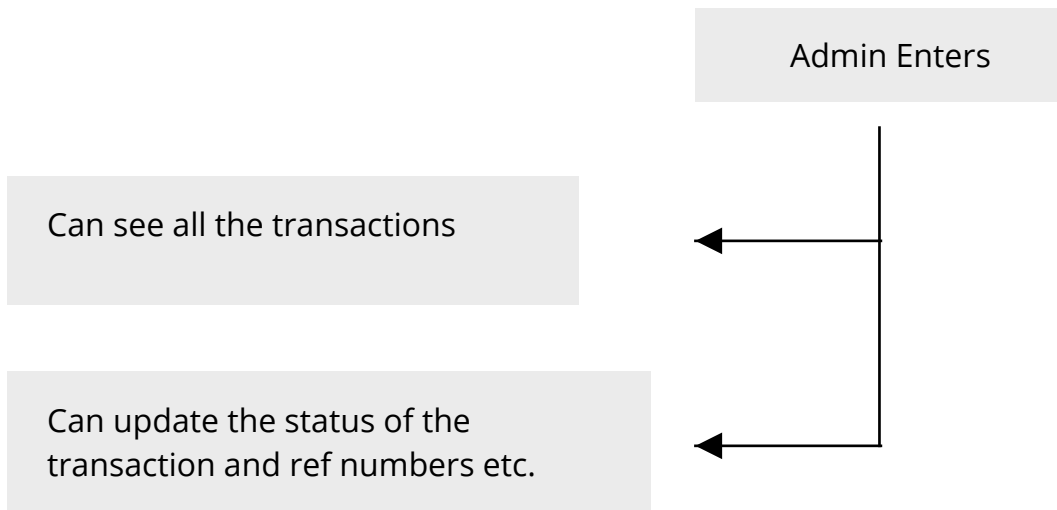 Admin Enters
Can see all the transactions
Can update the status of the
transaction and ref numbers etc.